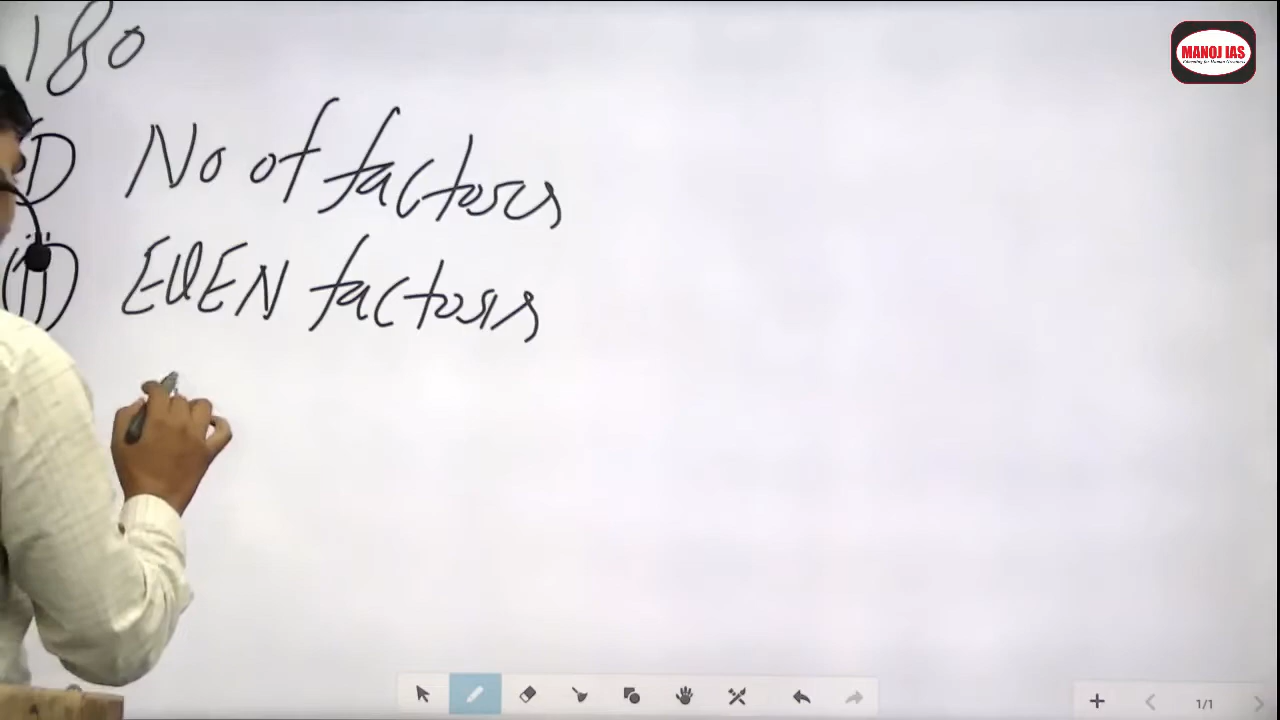 180
I) No of factors
II) EVEN factors
MANOJ IAS
1/1